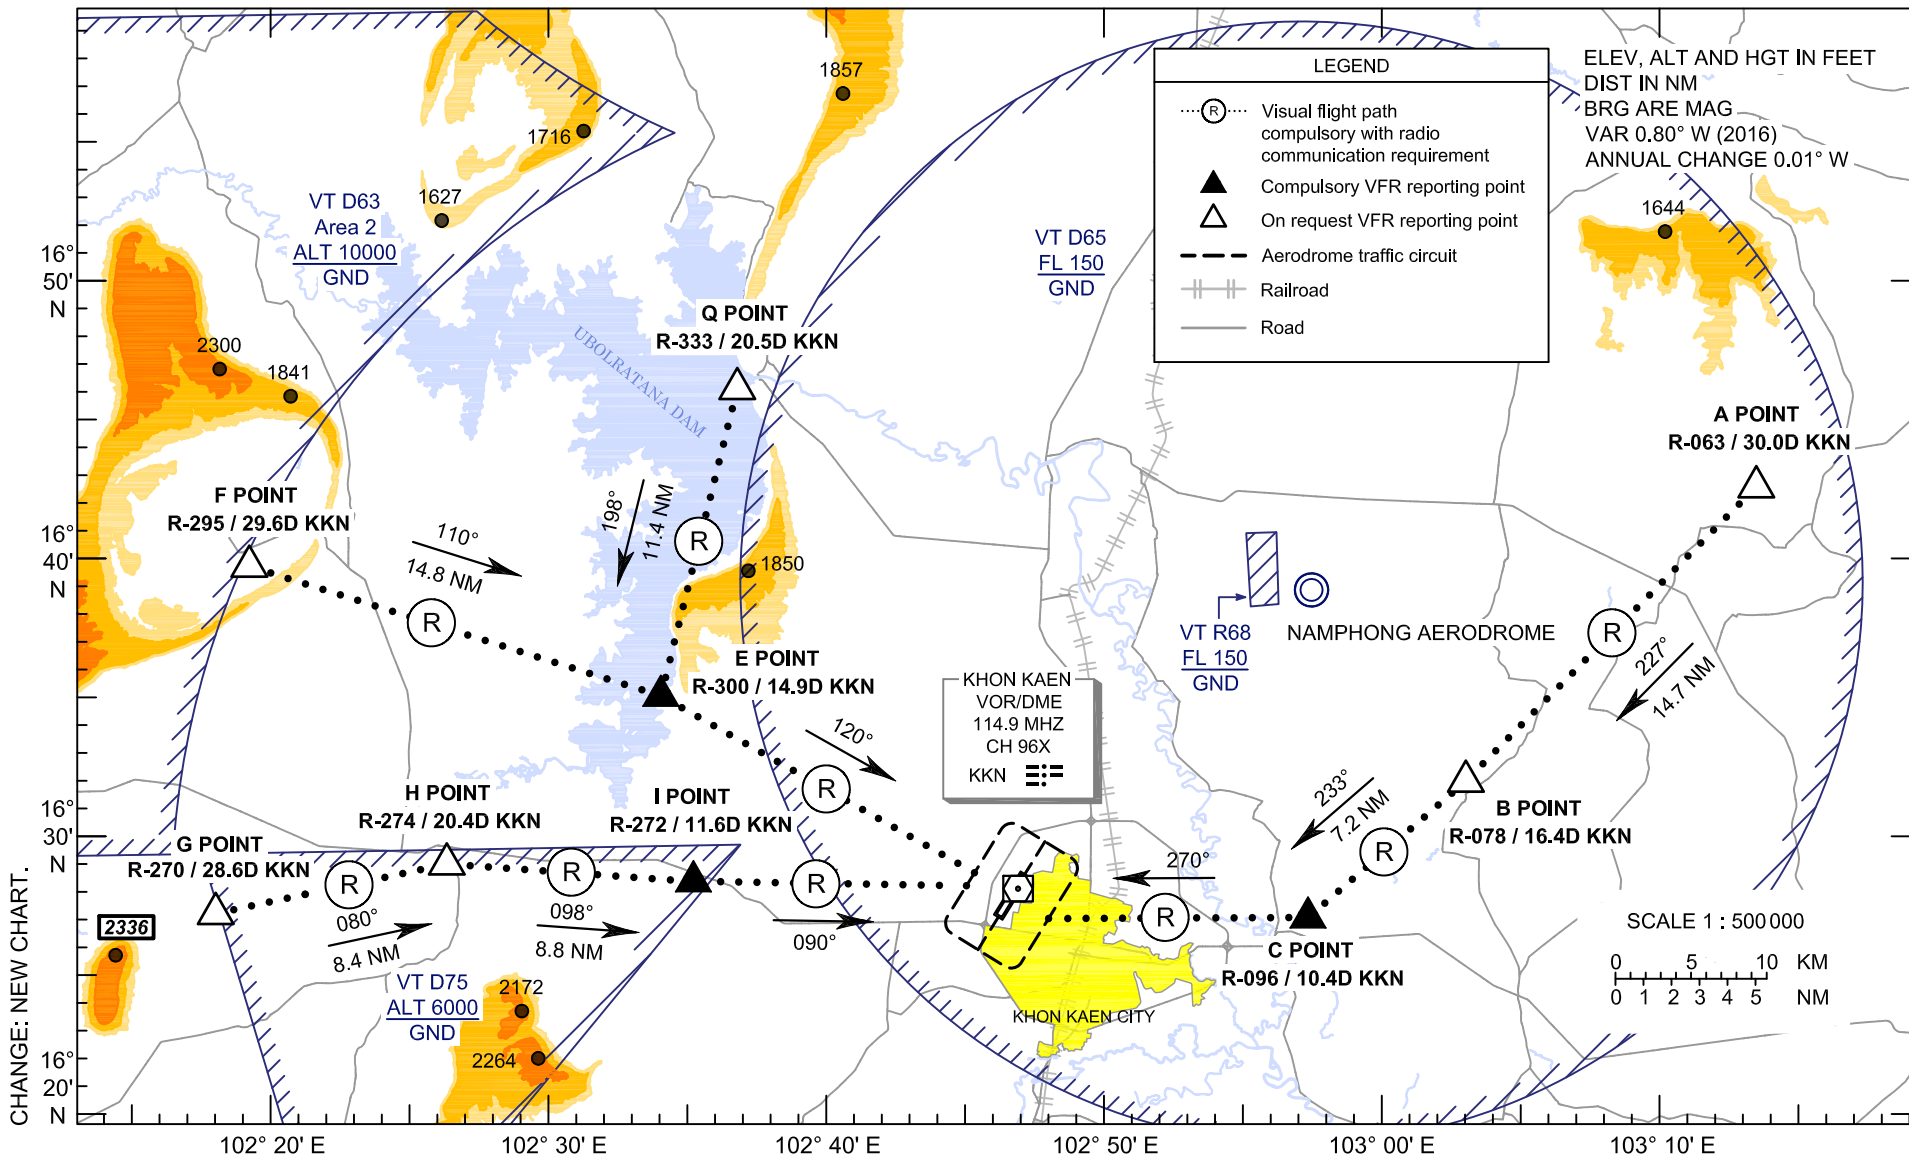 LEGEND
R
Visual flight path
compulsory with radio
communication requirement
Compulsory VFR reporting point
On request VFR reporting point
Aerodrome traffic circuit
Railroad
Road
ELEV, ALT AND HGT IN FEET
DIST IN NM
BRG ARE MAG
VAR 0.80° W (2016)
ANNUAL CHANGE 0.01° W
1857
1716
1627
1644
VT D63
Area 2
ALT 10000
GND
VT D65
FL 150
GND
16°
50'
N
2300
1841
Q POINT
R-333 / 20.5D KKN
UBOLRATANA DAM
A POINT
R-063 / 30.0D KKN
F POINT
R-295 / 29.6D KKN
16°
40'
N
110°
14.8 NM
198°
11.4 NM
R
1850
R
VT R68
FL 150
GND
NAMPHONG AERODROME
R
227°
14.7 NM
E POINT
R-300 / 14.9D KKN
KHON KAEN
VOR/DME
114.9 MHZ
CH 96X
KKN
120°
R
233°
7.2 NM
R
B POINT
R-078 / 16.4D KKN
16°
30'
N
H POINT
R-274 / 20.4D KKN
I POINT
R-272 / 11.6D KKN
G POINT
R-270 / 28.6D KKN
R
R
R
270°
R
080°
8.4 NM
098°
8.8 NM
090°
2336
C POINT
R-096 / 10.4D KKN
SCALE 1 : 500 000
0 5 10 KM
0 1 2 3 4 5 NM
VT D75
ALT 6000
GND
2172
2264
KHON KAEN CITY
16°
20'
N
102° 20' E
102° 30' E
102° 40' E
102° 50' E
103° 00' E
103° 10' E
CHANGE: NEW CHART.